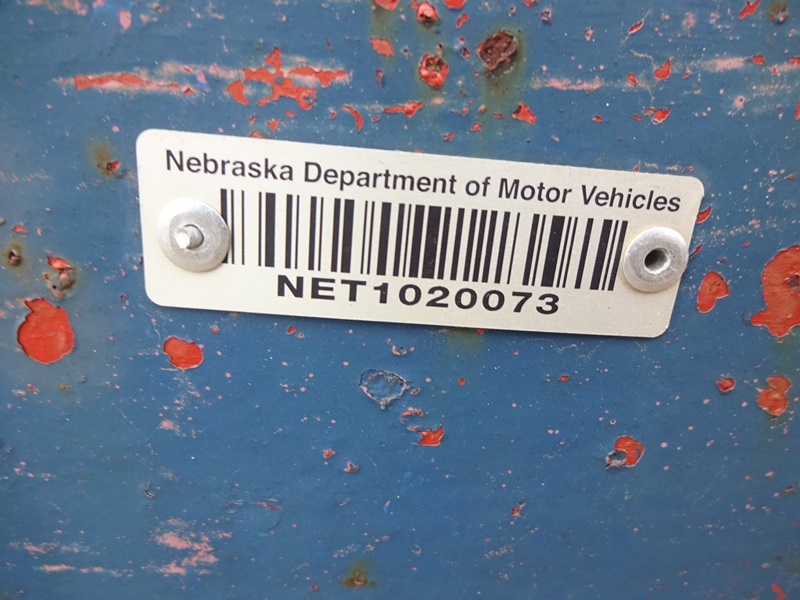 Nebraska Department of Motor Vehicles
NET1020073